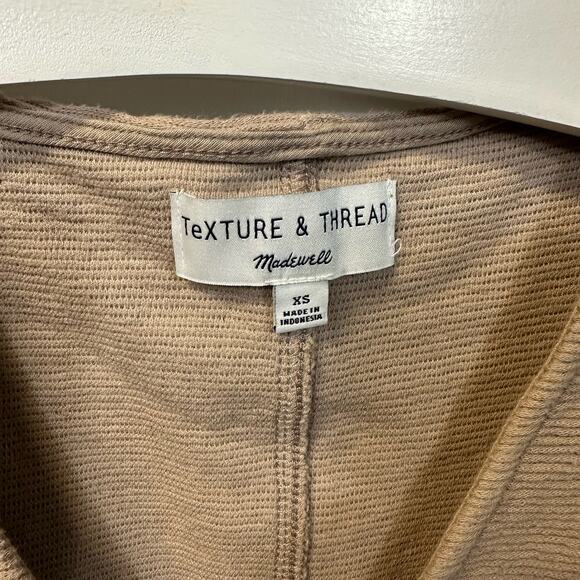 TeXTURE & THREAD
Madewell
XS
MADE IN
INDONESIA